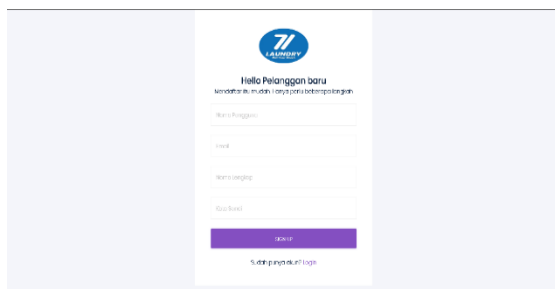 71
LAUNDRY
Hello Pelanggan baru
Mendaftar itu mudah Hanya perlu beberapa langkah
Nama Pengguna
Email
Nama Lengkap
Kata Sandi
SIGN UP
Sudah punya akun? Login